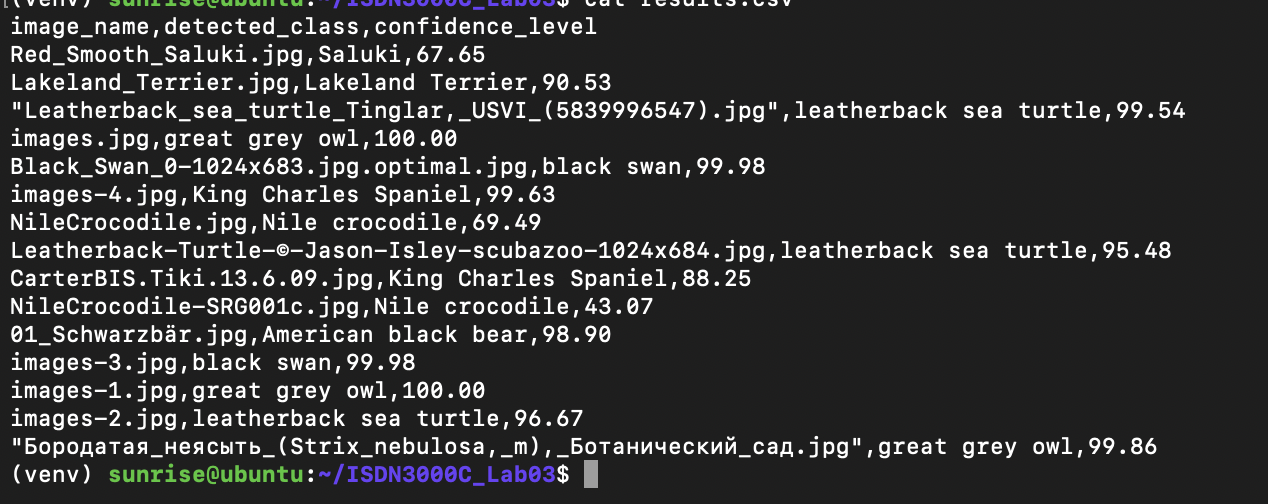 (venv) sunrise@ubuntu:~/ISDN3000C_Lab03$ cat results.csv
image_name,detected_class,confidence_level
Red_Smooth_Saluki.jpg,Saluki,67.65
Lakeland_Terrier.jpg,Lakeland Terrier,90.53
"Leatherback_sea_turtle_Tinglar,_USVI_(5839996547).jpg",leatherback sea turtle,99.54
images.jpg,great grey owl,100.00
Black_Swan_0-1024x683.jpg.optimal.jpg,black swan,99.98
images-4.jpg,King Charles Spaniel,99.63
NileCrocodile.jpg,Nile crocodile,69.49
Leatherback-Turtle-©-Jason-Isley-scubazoo-1024x684.jpg,leatherback sea turtle,95.48
CarterBIS.Tiki.13.6.09.jpg,King Charles Spaniel,88.25
NileCrocodile-SRG001c.jpg,Nile crocodile,43.07
01_Schwarzbär.jpg,American black bear,98.90
images-3.jpg,black swan,99.98
images-1.jpg,great grey owl,100.00
images-2.jpg,leatherback sea turtle,96.67
"Бородатая_неясыть_(Strix_nebulosa,_m),_Ботанический_сад.jpg",great grey owl,99.86
(venv) sunrise@ubuntu:~/ISDN3000C_Lab03$